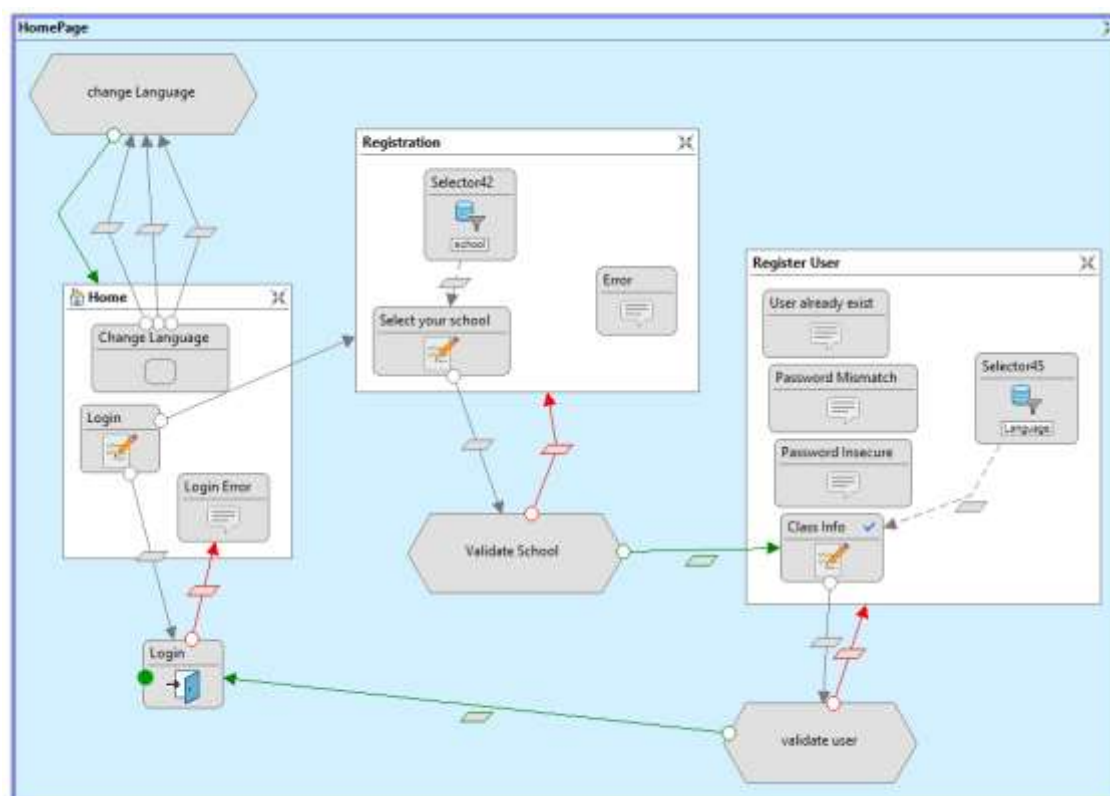 HomePage
change Language
Registration
Selector42
school
Error
Select your school
Home
Change Language
Login
Login Error
Register User
User already exist
Password Mismatch
Selector45
Language
Password Insecure
Class Info
Validate School
Login
validate user